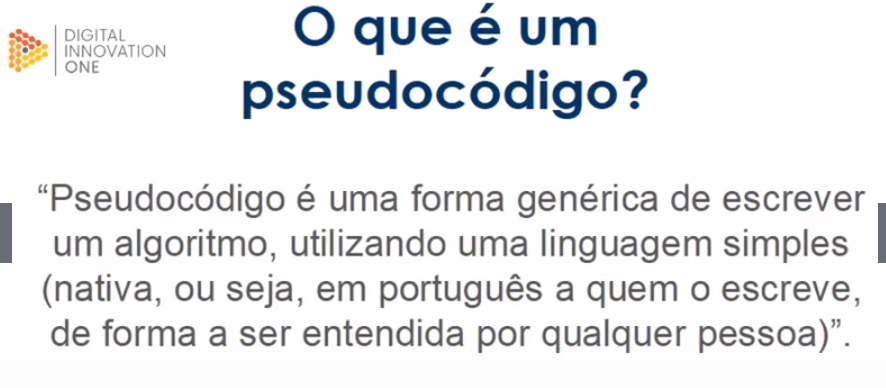 DIGITAL
INNOVATION
ONE
O que é um
pseudocódigo?
“Pseudocódigo é uma forma genérica de escrever
um algoritmo, utilizando uma linguagem simples
(nativa, ou seja, em português a quem o escreve,
de forma a ser entendida por qualquer pessoa)”.